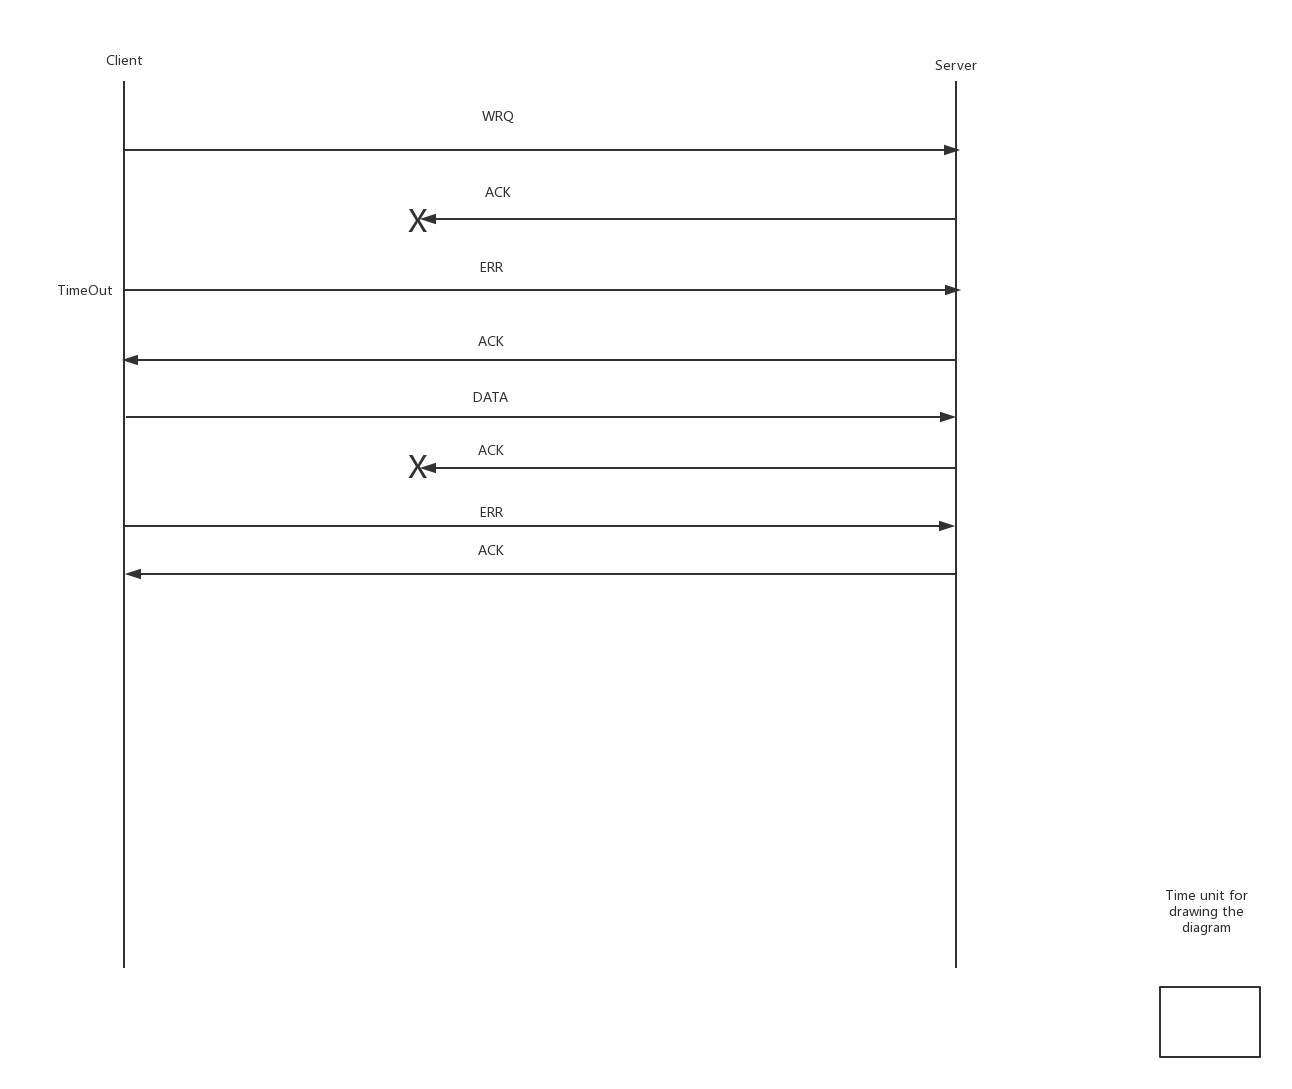 Client
Server
WRQ
ACK
X
ERR
TimeOut
ACK
DATA
ACK
X
ERR
ACK
Time unit for
drawing the
diagram